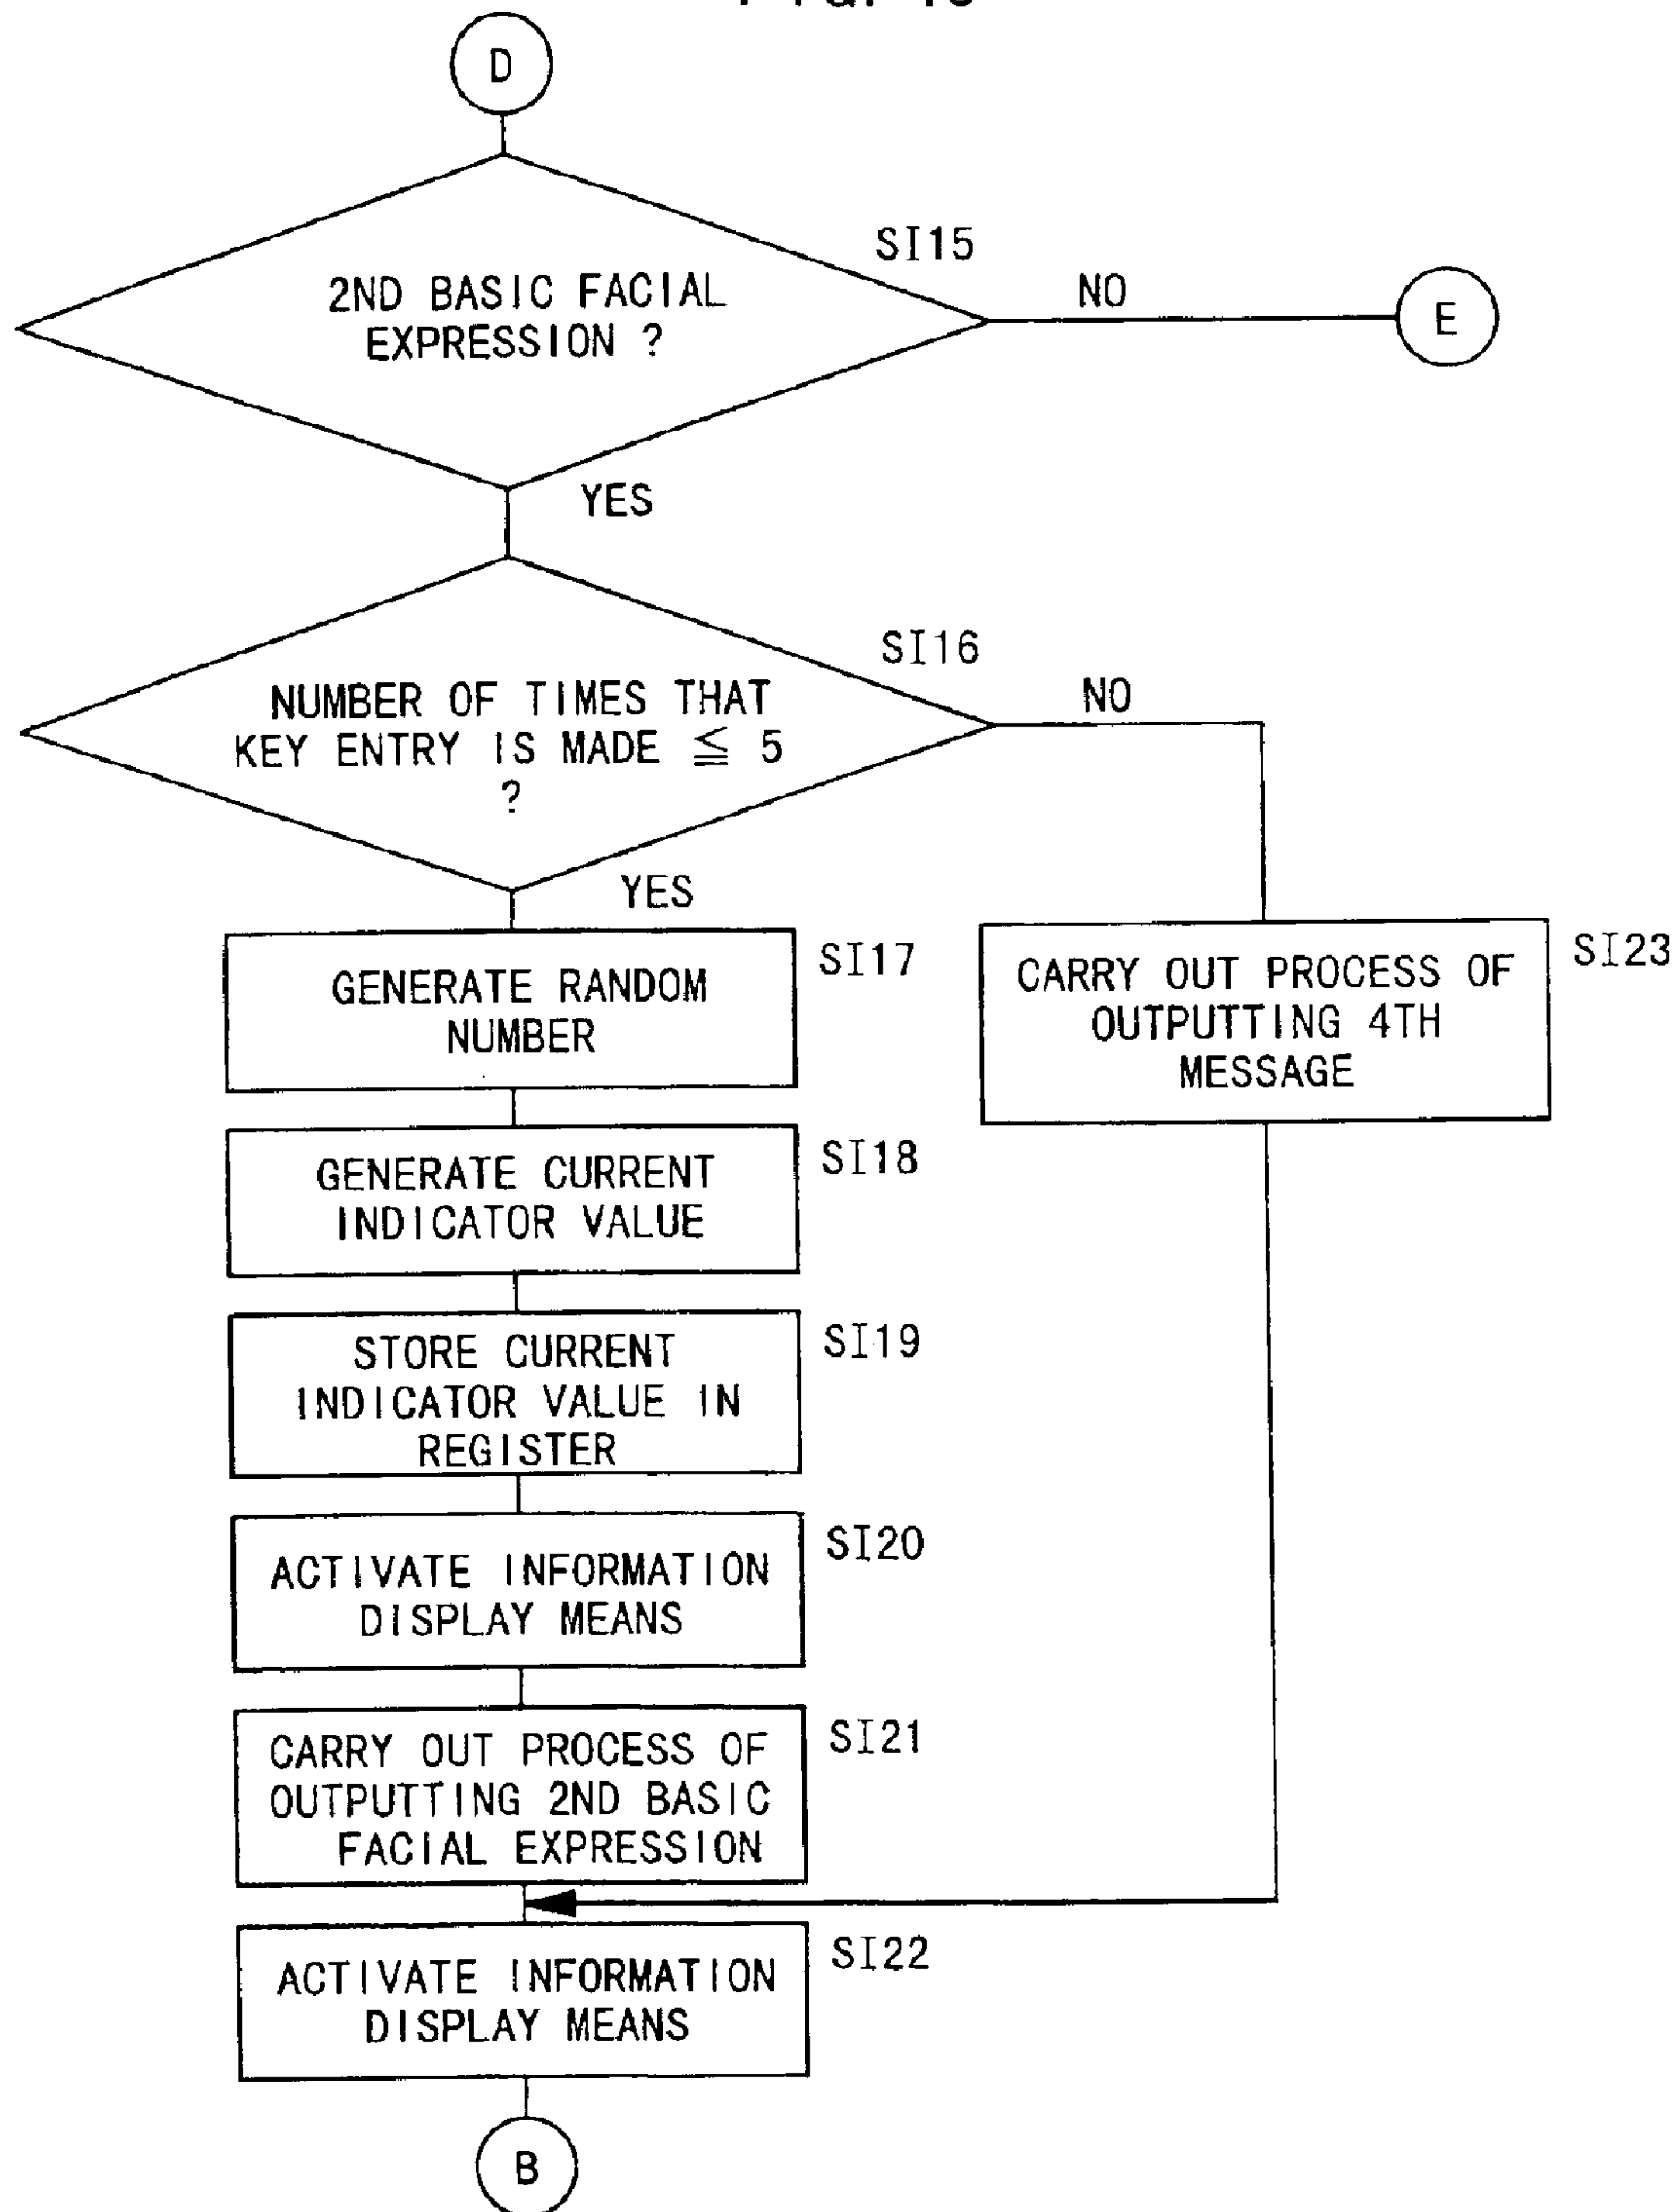 D
SI15
2ND BASIC FACIAL
EXPRESSION ?
NO
E
YES
SI16
NUMBER OF TIMES THAT
KEY ENTRY IS MADE ≦ 5
?
NO
YES
SI17
GENERATE RANDOM
NUMBER
SI23
CARRY OUT PROCESS OF
OUTPUTTING 4TH
MESSAGE
SI18
GENERATE CURRENT
INDICATOR VALUE
SI19
STORE CURRENT
INDICATOR VALUE IN
REGISTER
SI20
ACTIVATE INFORMATION
DISPLAY MEANS
SI21
CARRY OUT PROCESS OF
OUTPUTTING 2ND BASIC
FACIAL EXPRESSION
SI22
ACTIVATE INFORMATION
DISPLAY MEANS
B